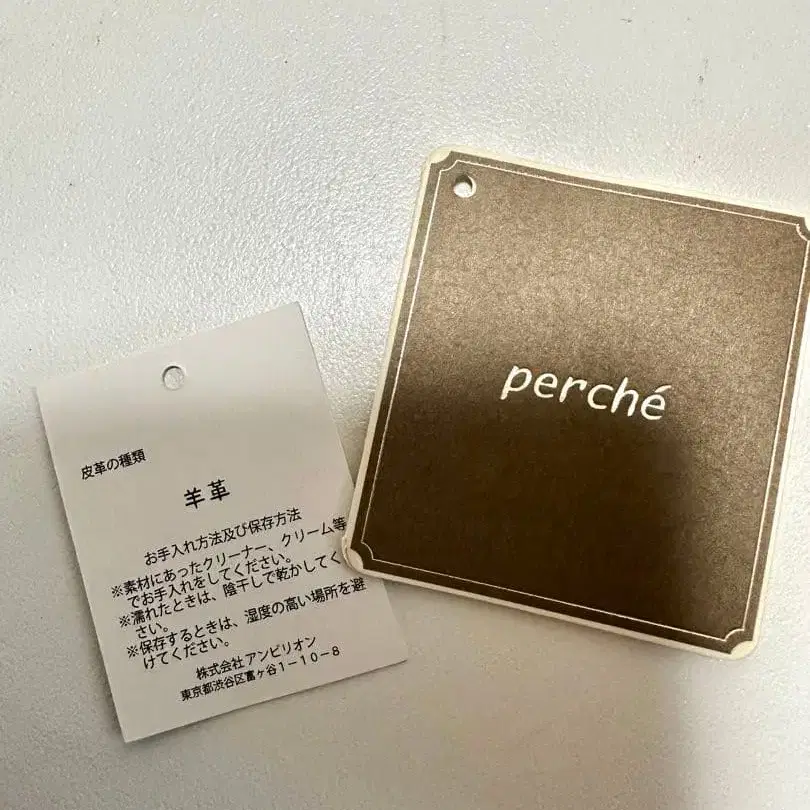 皮革の種類
羊革
お手入れ方法及び保存方法
※素材にあったクリーナー、クリーム等
でお手入れをしてください。
※濡れたときは、陰干しで乾かしてく
さい。
※保存するときは、湿度の高い場所を避
けてください。
株式会社アンビリオン
東京都渋谷区富ヶ谷1-10-8
perché